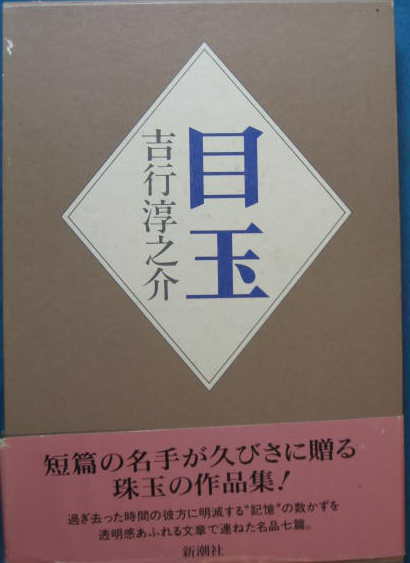 目玉
吉行淳之介
短篇の名手が久びさに贈る
珠玉の作品集!
過ぎ去った時間の彼方に明滅する"記憶"の数かずを
透明感あふれる文章で連ねた名品七篇。
新潮社